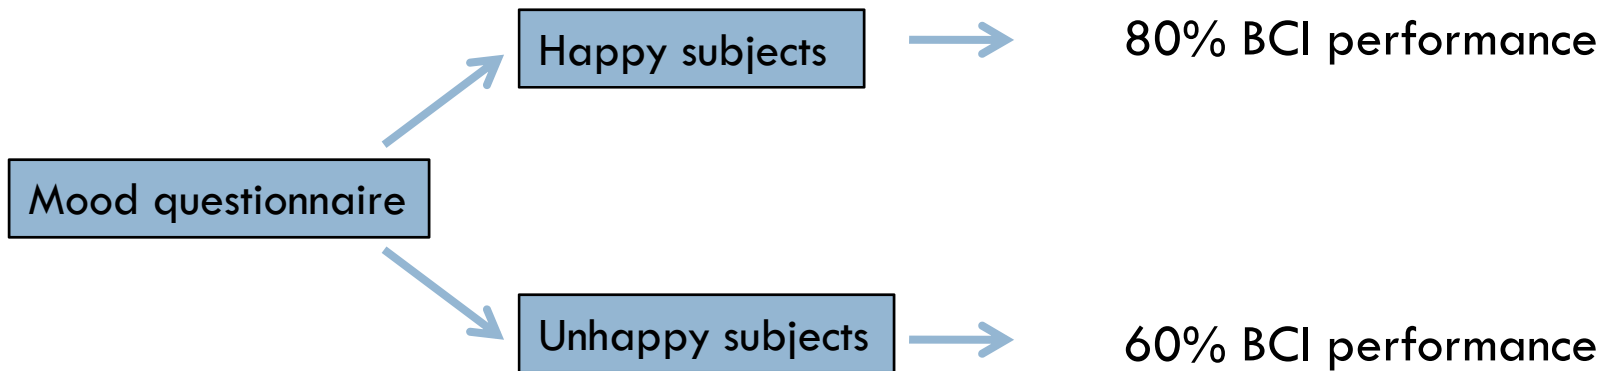 Happy subjects
80% BCI performance
Mood questionnaire
Unhappy subjects
60% BCI performance